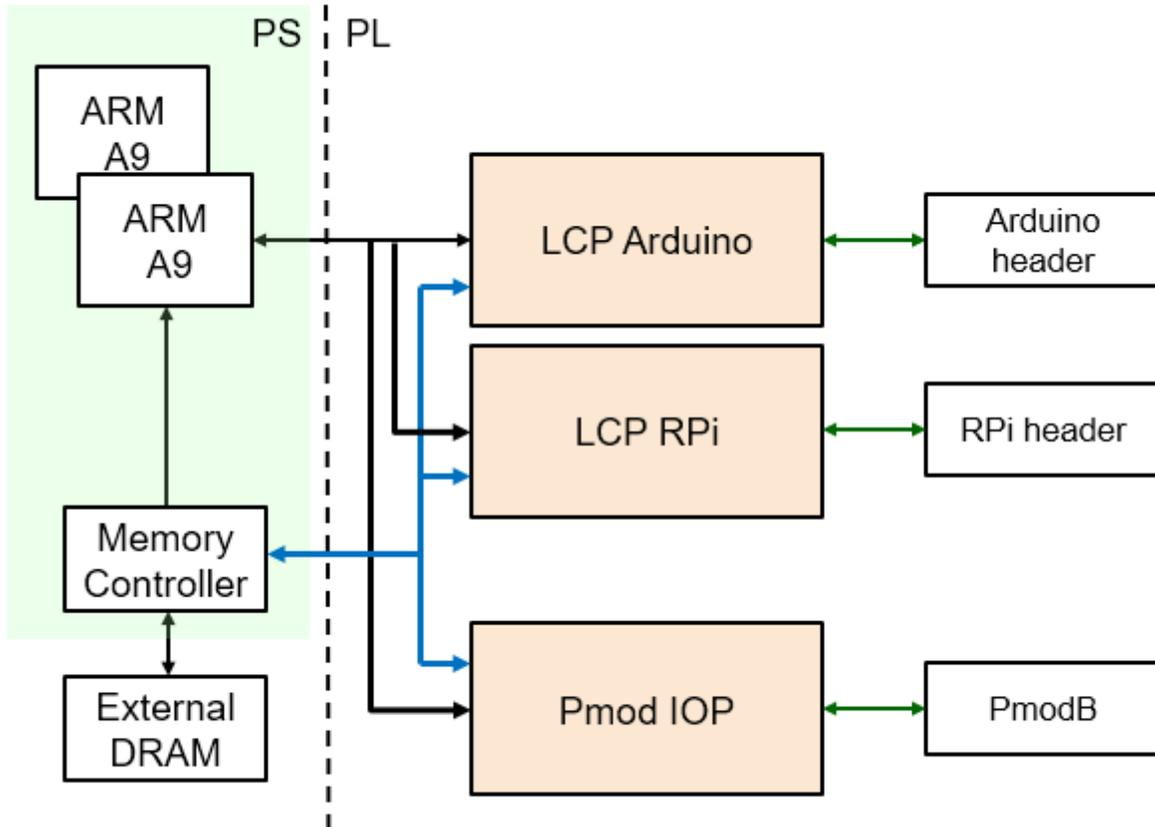 PS
PL
ARM
A9
ARM
A9
LCP Arduino
Arduino
header
LCP RPi
RPi header
Memory
Controller
External
DRAM
Pmod IOP
PmodB